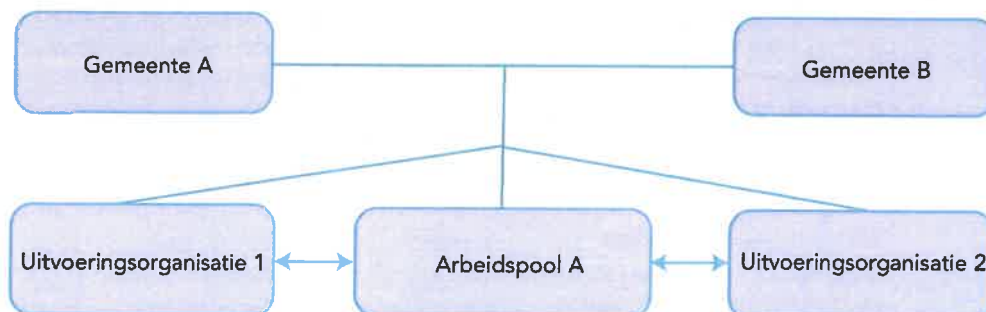 Gemeente A
Gemeente B
Uitvoeringsorganisatie 1
Arbeidspool A
Uitvoeringsorganisatie 2